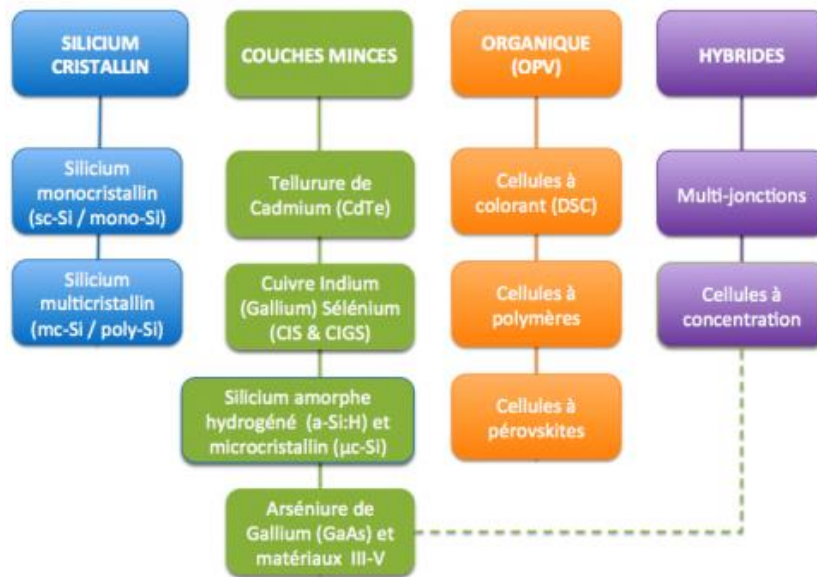 SILICIUM
CRISTALLIN
Silicium
monocristallin
(sc-Si / mono-Si)
Silicium
multicristallin
(mc-Si / poly-Si)
COUCHES MINCES
Tellurure de
Cadmium (CdTe)
Cuivre Indium
(Gallium) Sélénium
(CIS & CIGS)
Silicium amorphe
hydrogéné (a-Si:H) et
microcristallin (μc-Si)
Arséniure de
Gallium (GaAs) et
matériaux III-V
ORGANIQUE
(OPV)
Cellules à
colorant (DSC)
Cellules à
polymères
Cellules à
pérovskites
HYBRIDES
Multi-jonctions
Cellules à
concentration